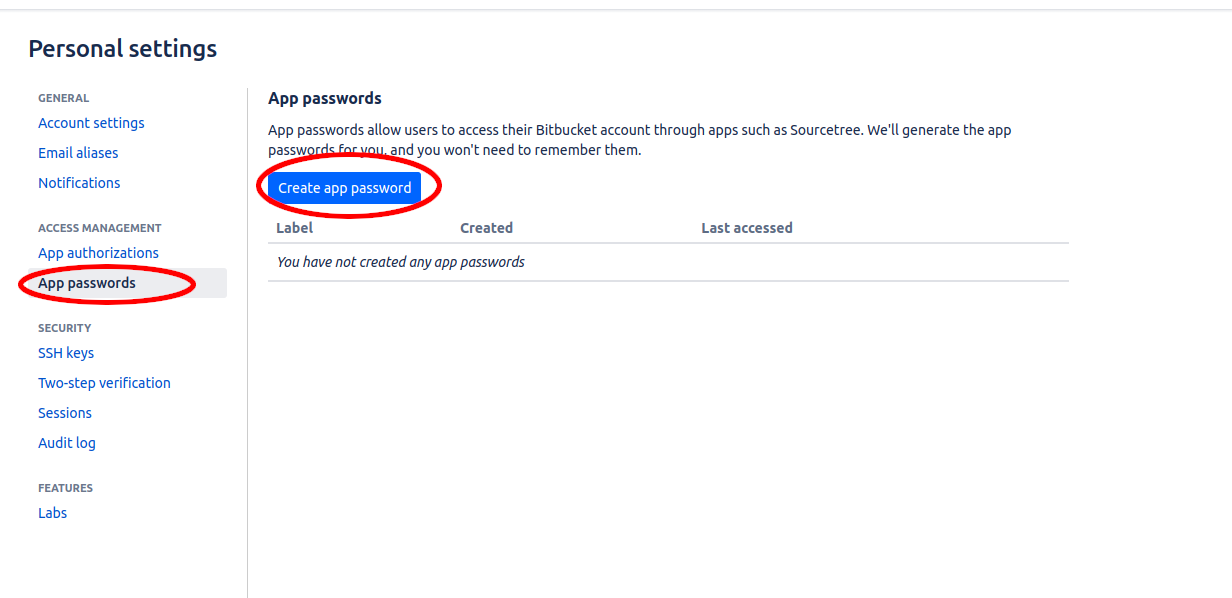 Personal settings
GENERAL
Account settings
Email aliases
Notifications
ACCESS MANAGEMENT
App authorizations
App passwords
SECURITY
SSH keys
Two-step verification
Sessions
Audit log
FEATURES
Labs
App passwords
App passwords allow users to access their Bitbucket account through apps such as Sourcetree. We'll generate the app
passwords for you, and you won't need to remember them.
Create app password
Label Created Last accessed
You have not created any app passwords